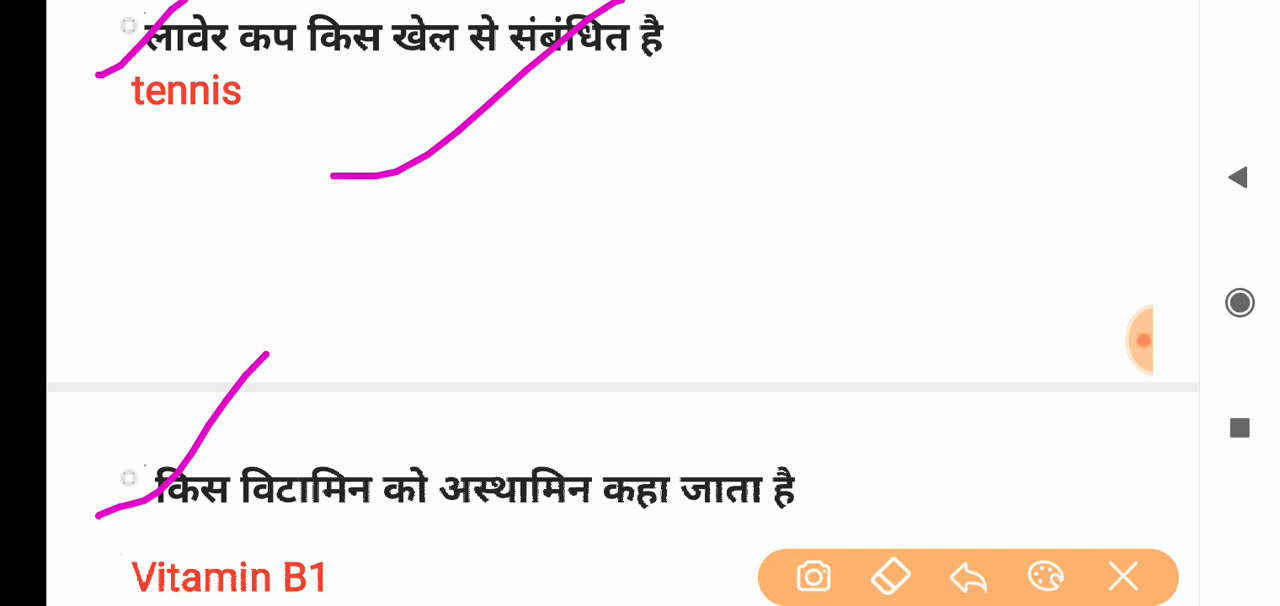 लावेर कप किस खेल से संबंधित है
tennis
किस विटामिन को अस्थामिन कहा जाता है
Vitamin B1